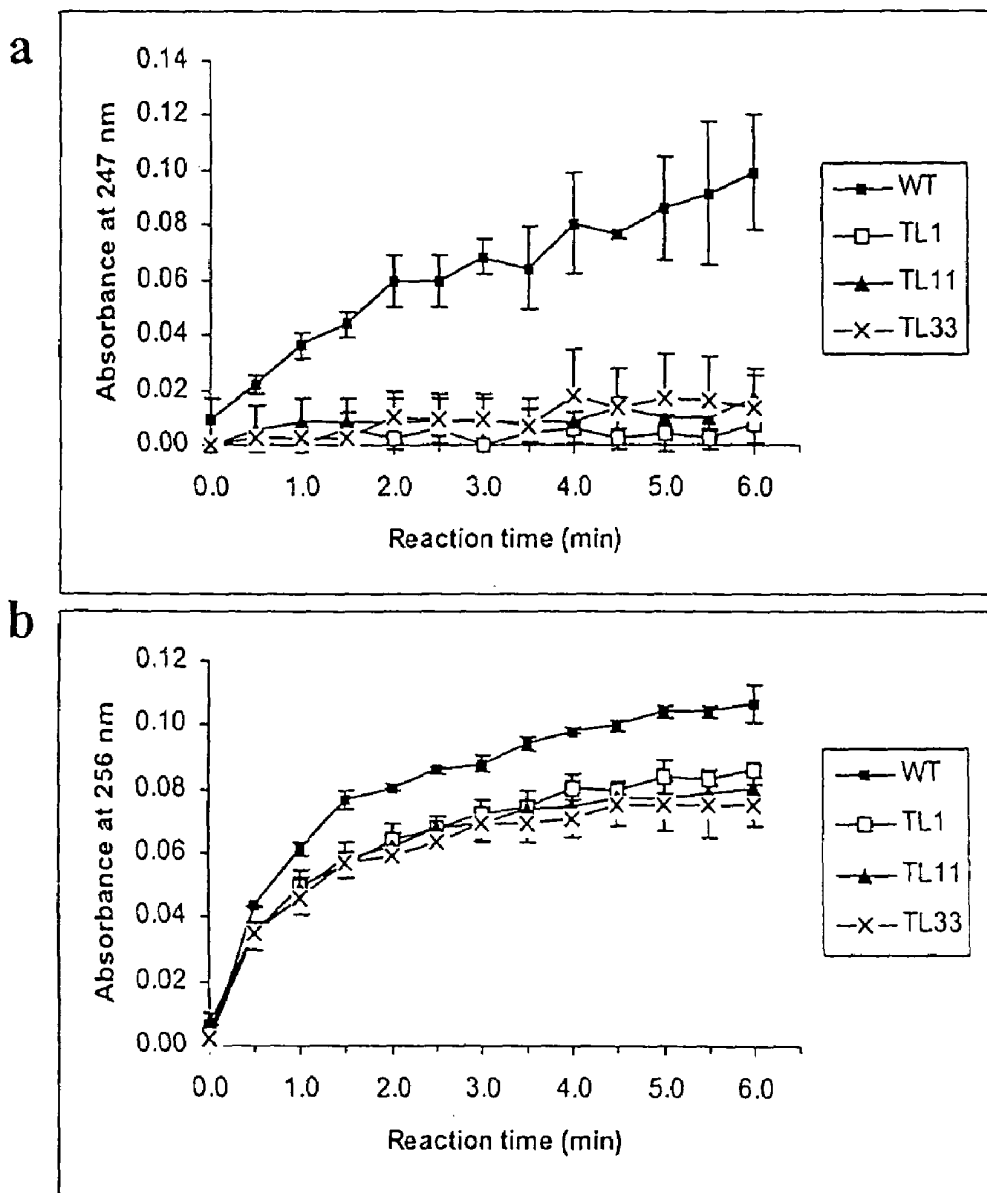 a
Absorbance at 247 nm
0.14
0.12
0.10
0.08
0.06
0.04
0.02
0.00
0.0 1.0 2.0 3.0 4.0 5.0 6.0
Reaction time (min)
WT
TL1
TL11
TL33
b
Absorbance at 256 nm
0.12
0.10
0.08
0.06
0.04
0.02
0.00
0.0 1.0 2.0 3.0 4.0 5.0 6.0
Reaction time (min)
WT
TL1
TL11
TL33